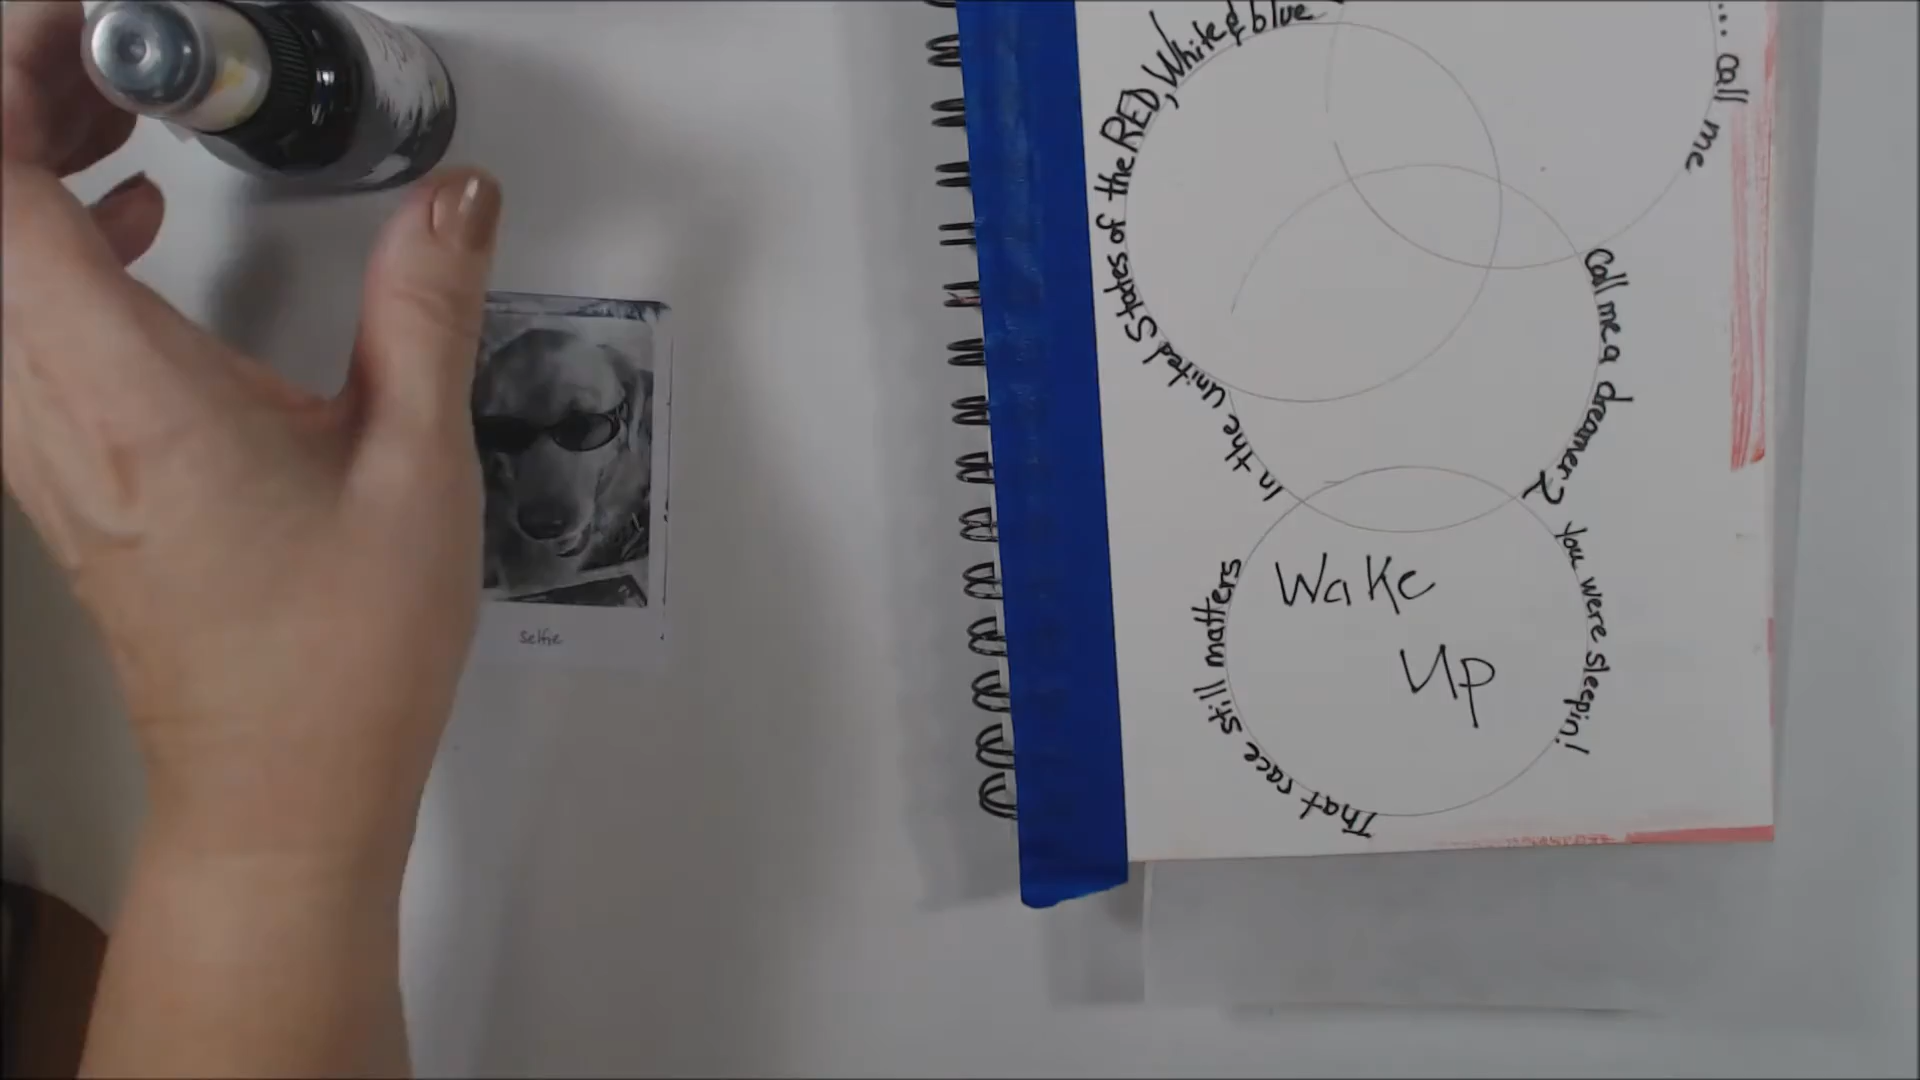 ... call me
Call me a dreamer?
You were sleepin!
That race still matters
In the United States of the RED, White & blue
Wake
Up
selfie